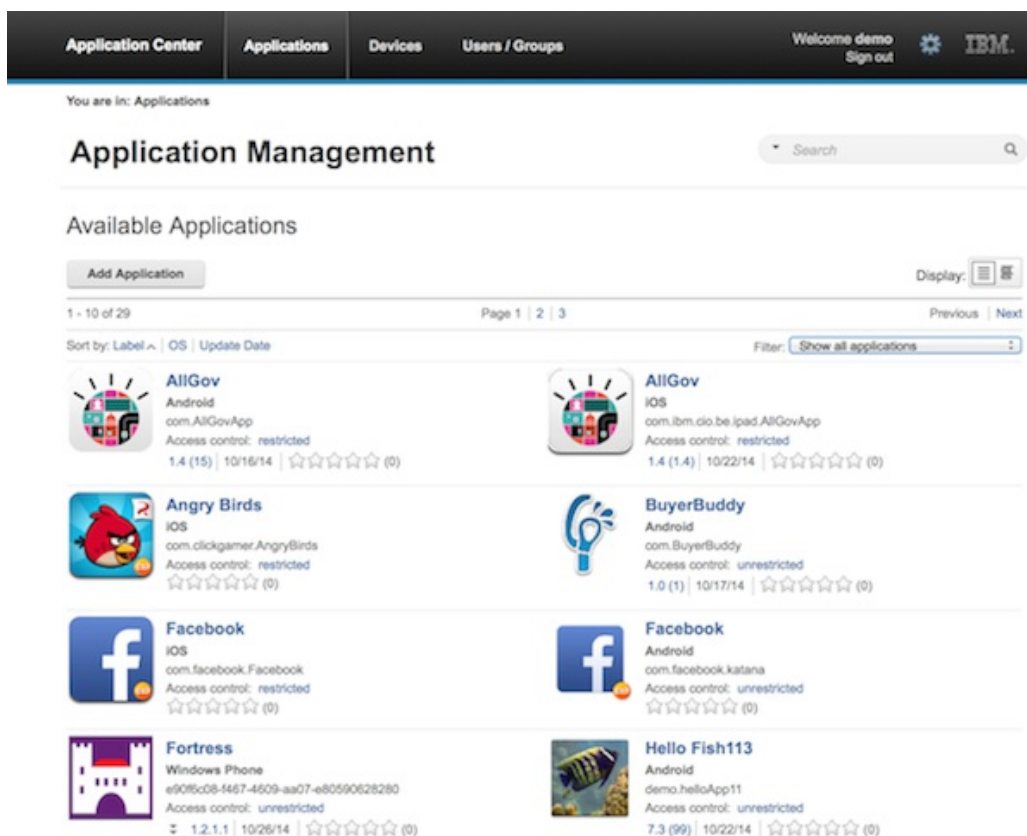 Application Center Applications Devices Users / Groups Welcome demo IBM.
Sign out
You are in: Applications
Application Management
Search
Available Applications
Add Application
Display:
1 - 10 of 29 Page 1 | 2 | 3 Previous | Next
Sort by: Label | OS | Update Date Filter: Show all applications
AllGov
Android
com.AllGovApp
Access control: restricted
1.4 (15) | 10/16/14 | (0)
AllGov
iOS
com.ibm.cio.be.ipad.AllGovApp
Access control: restricted
1.4 (1.4) | 10/22/14 | (0)
Angry Birds
iOS
com.clickgamer.AngryBirds
Access control: restricted
(0)
BuyerBuddy
Android
com.BuyerBuddy
Access control: unrestricted
1.0 (1) | 10/17/14 | (0)
Facebook
iOS
com.facebook.Facebook
Access control: restricted
(0)
Facebook
Android
com.facebook.katana
Access control: unrestricted
(0)
Fortress
Windows Phone
e90f6c08-f467-4609-aa07-e80590628280
Access control: unrestricted
1.2.1.1 | 10/26/14 | (0)
Hello Fish113
Android
demo.helloApp11
Access control: unrestricted
7.3 (99) | 10/22/14 | (0)